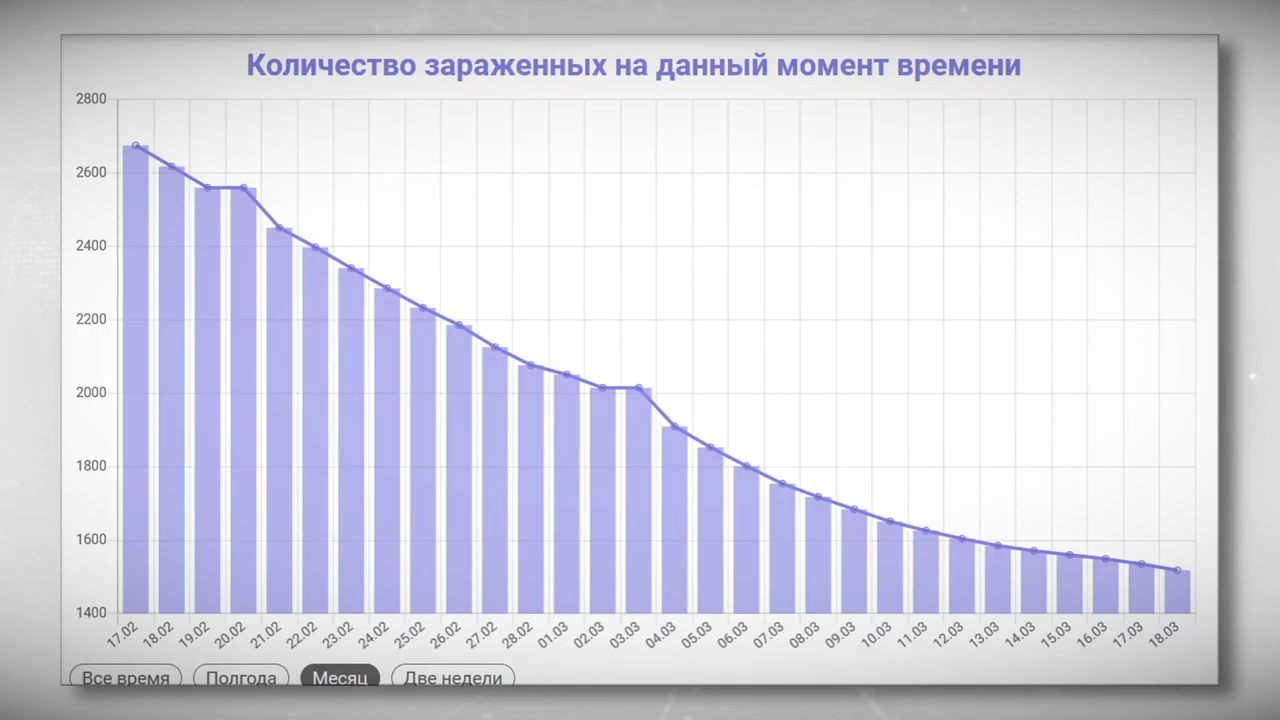 Количество зараженных на данный момент времени
2800
2600
2400
2200
2000
1800
1600
1400
17.02 18.02 19.02 20.02 21.02 22.02 23.02 24.02 25.02 26.02 27.02 28.02 01.03 02.03 03.03 04.03 05.03 06.03 07.03 08.03 09.03 10.03 11.03 12.03 13.03 14.03 15.03 16.03 17.03 18.03
Все время Полгода Месяц Две недели